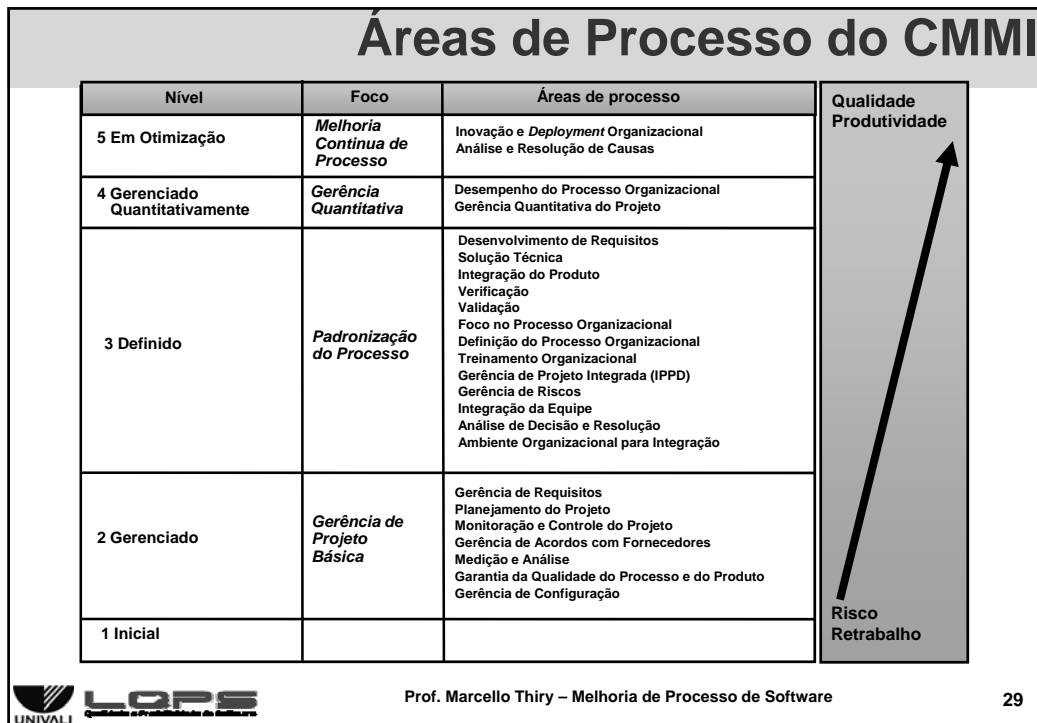 Áreas de Processo do CMMI
Nível
Foco
Áreas de processo
5 Em Otimização
Melhoria
Continua de
Processo
Inovação e Deployment Organizacional
Análise e Resolução de Causas
4 Gerenciado
Quantitativamente
Gerência
Quantitativa
Desempenho do Processo Organizacional
Gerência Quantitativa do Projeto
3 Definido
Padronização
do Processo
Desenvolvimento de Requisitos
Solução Técnica
Integração do Produto
Verificação
Validação
Foco no Processo Organizacional
Definição do Processo Organizacional
Treinamento Organizacional
Gerência de Projeto Integrada (IPPD)
Gerência de Riscos
Integração da Equipe
Análise de Decisão e Resolução
Ambiente Organizacional para Integração
2 Gerenciado
Gerência de
Projeto
Básica
Gerência de Requisitos
Planejamento do Projeto
Monitoração e Controle do Projeto
Gerência de Acordos com Fornecedores
Medição e Análise
Garantia da Qualidade do Processo e do Produto
Gerência de Configuração
1 Inicial
Qualidade
Produtividade
Risco
Retrabalho
UNIVALI
LQPS
Qualidade e Produtividade de Software
Prof. Marcello Thiry – Melhoria de Processo de Software
29